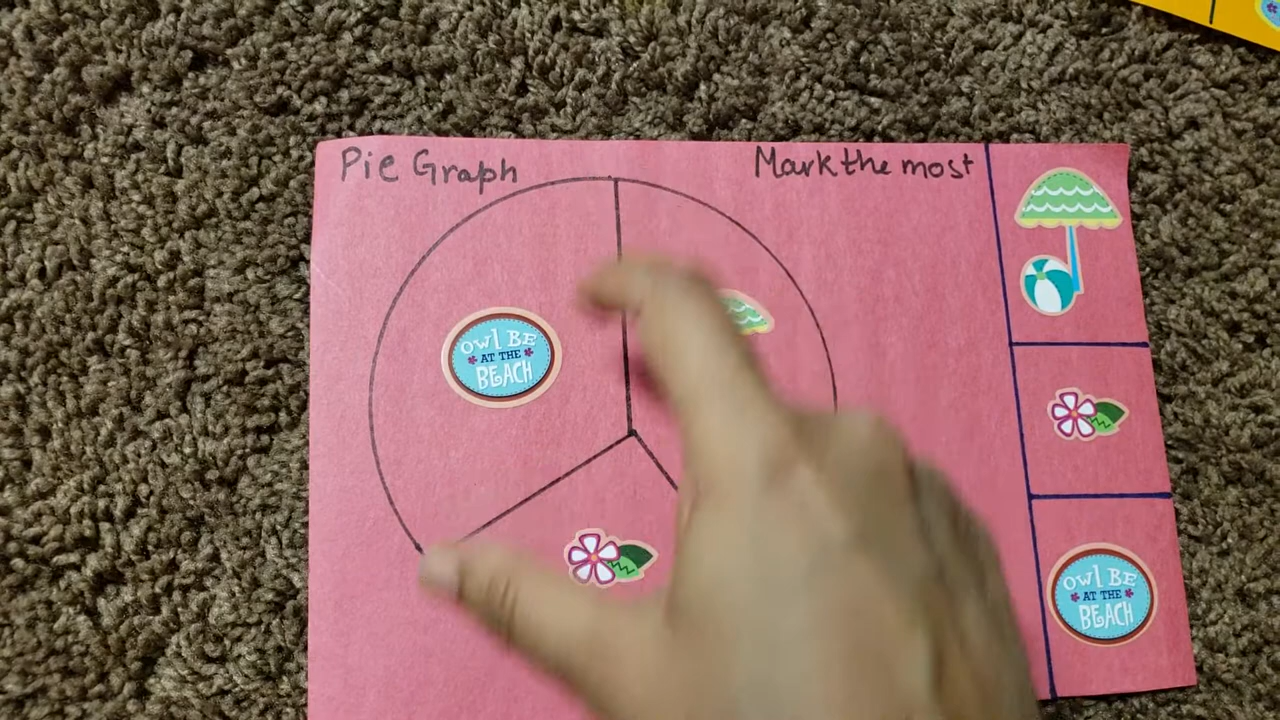 Pie Graph
Mark the most
Owl BE
AT THE
BEACH
Owl BE
AT THE
BEACH